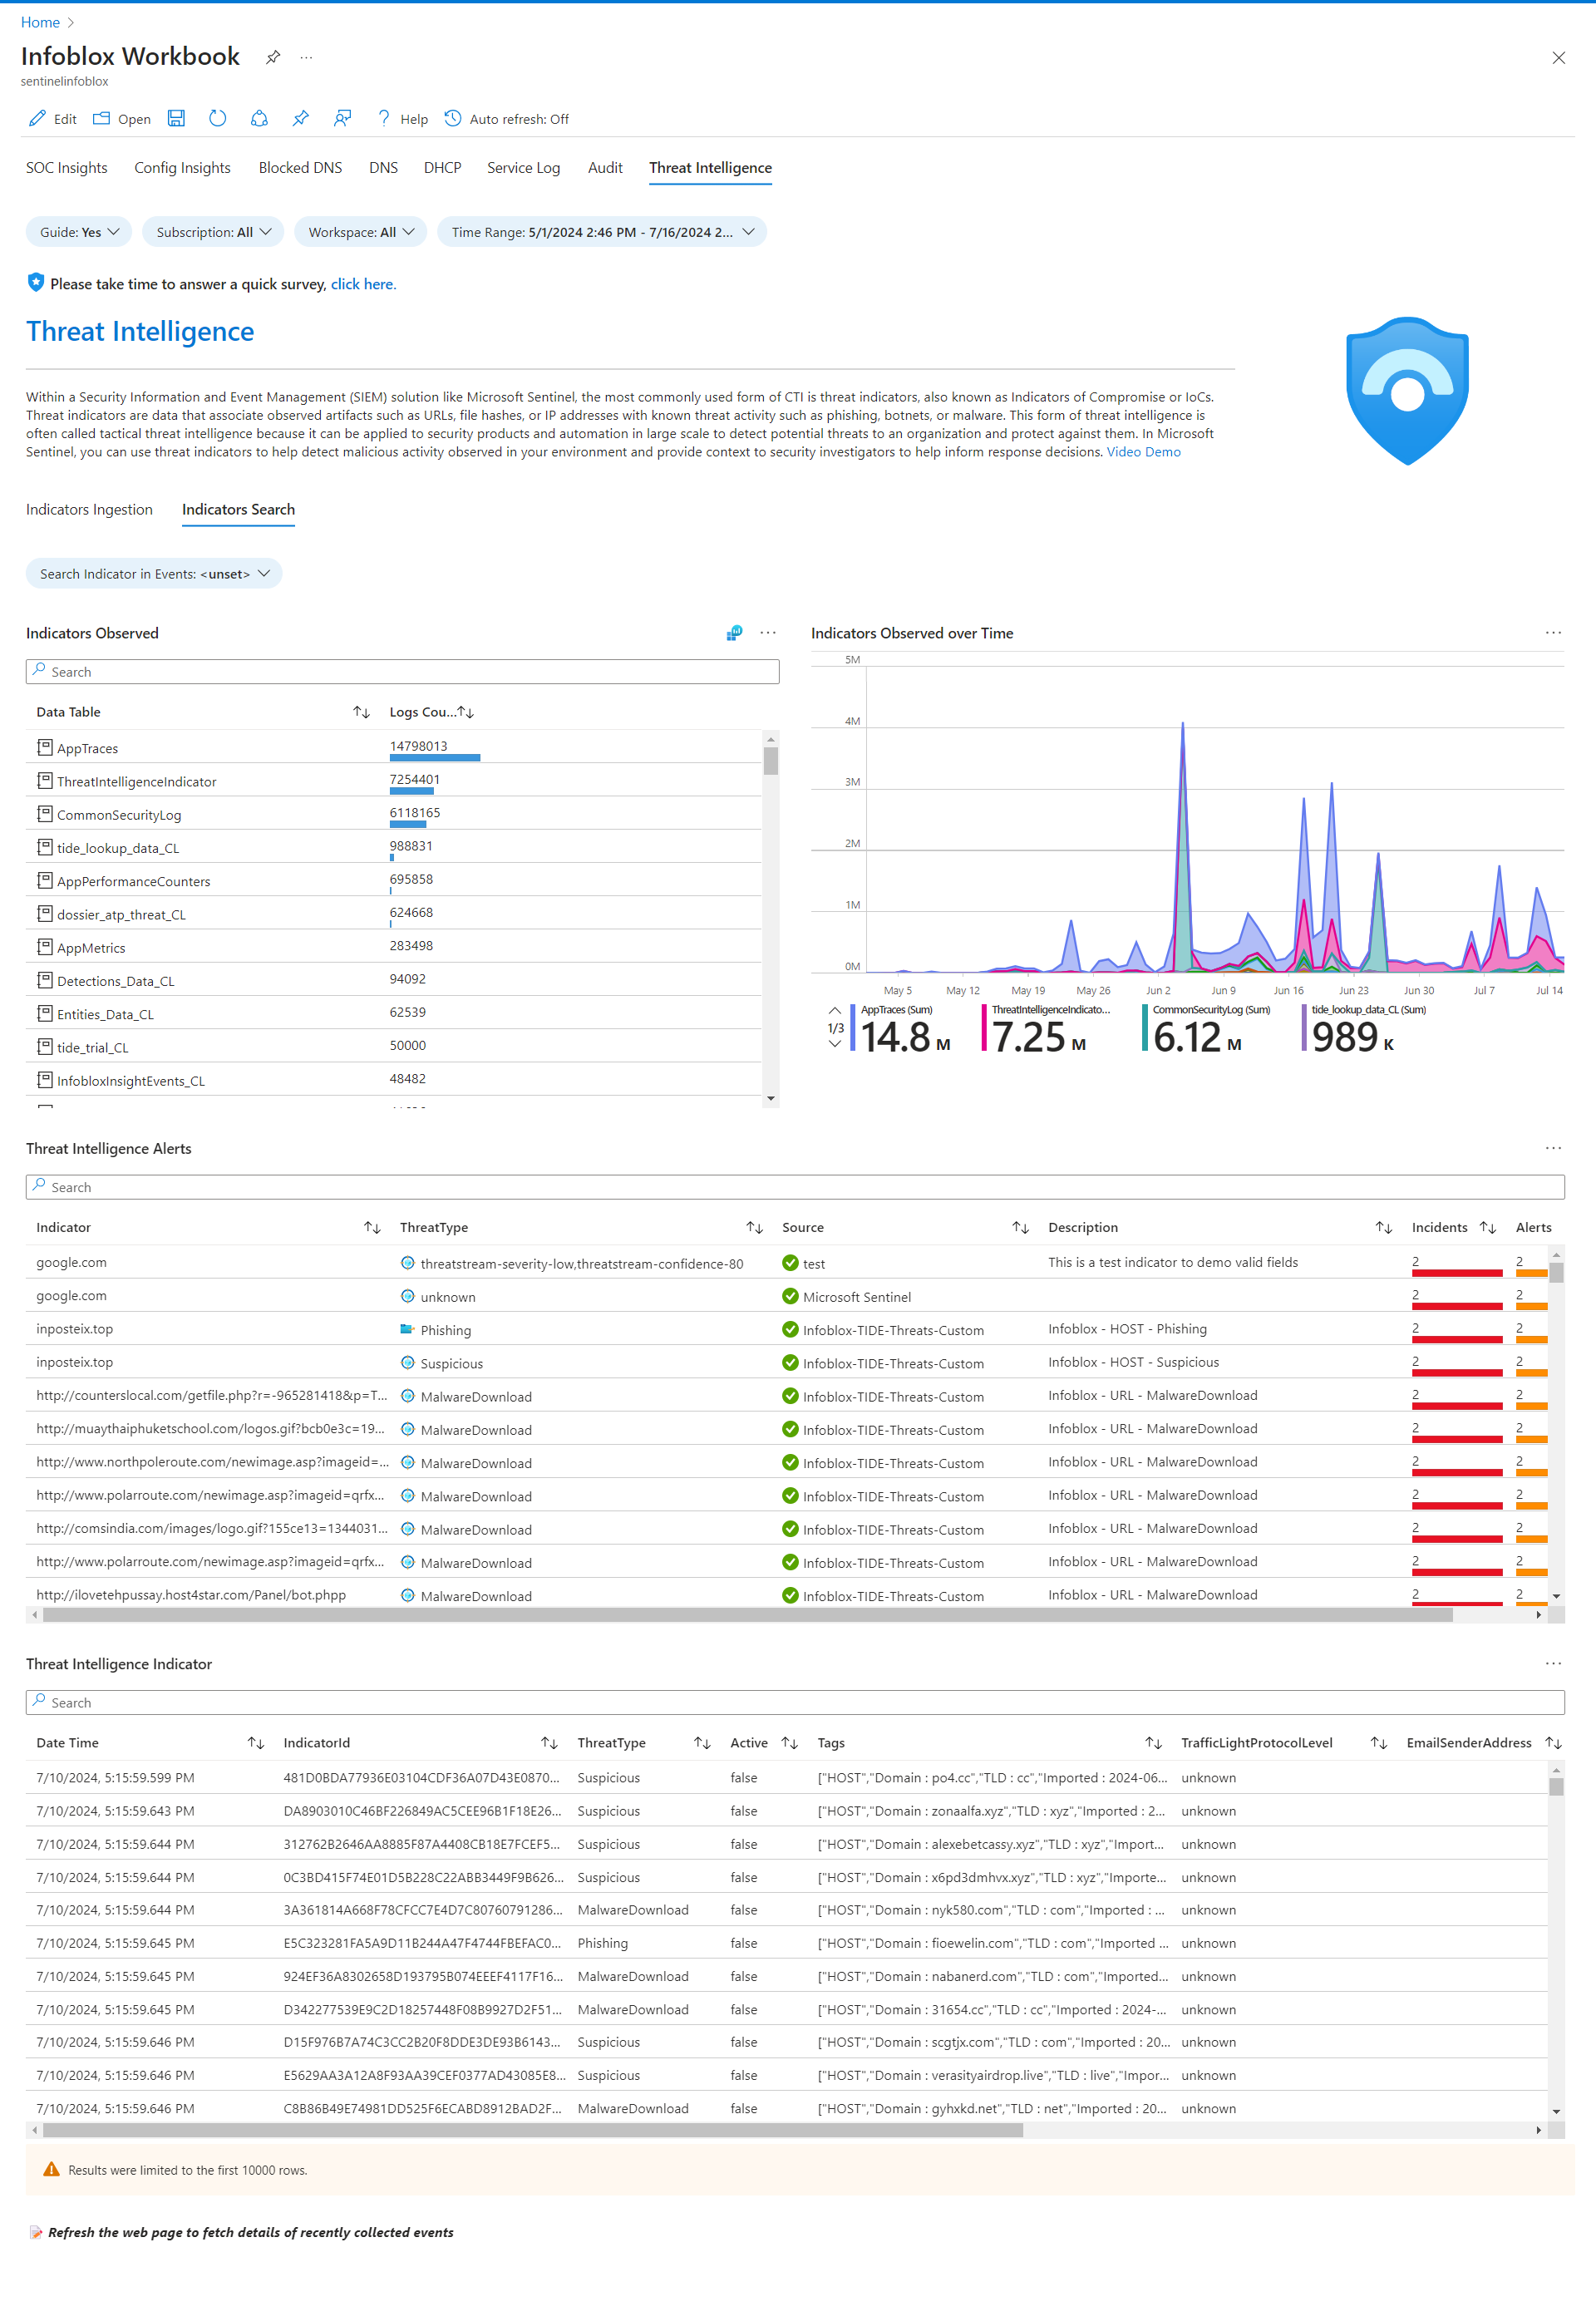 Home
Infoblox Workbook
sentinelinfoblox
Edit Open Help Auto refresh: Off
SOC Insights Config Insights Blocked DNS DNS DHCP Service Log Audit Threat Intelligence
Guide: Yes Subscription: All Workspace: All Time Range: 5/1/2024 2:46 PM - 7/16/2024 2...
Please take time to answer a quick survey, click here.
Threat Intelligence
Within a Security Information and Event Management (SIEM) solution like Microsoft Sentinel, the most commonly used form of CTI is threat indicators, also known as Indicators of Compromise or IoCs.
Threat indicators are data that associate observed artifacts such as URLs, file hashes, or IP addresses with known threat activity such as phishing, botnets, or malware. This form of threat intelligence is
often called tactical threat intelligence because it can be applied to security products and automation in large scale to detect potential threats to an organization and protect against them. In Microsoft
Sentinel, you can use threat indicators to help detect malicious activity observed in your environment and provide context to security investigators to help inform response decisions. Video Demo
Indicators Ingestion Indicators Search
Search Indicator in Events: <unset>
Indicators Observed
Search
Data Table Logs Cou...
AppTraces 14798013
ThreatIntelligenceIndicator 7254401
CommonSecurityLog 6118165
tide_lookup_data_CL 988831
AppPerformanceCounters 695858
dossier_atp_threat_CL 624668
AppMetrics 283498
Detections_Data_CL 94092
Entities_Data_CL 62539
tide_trial_CL 50000
InfobloxInsightEvents_CL 48482
Indicators Observed over Time
5M
4M
3M
2M
1M
0M
May 5 May 12 May 19 May 26 Jun 2 Jun 9 Jun 16 Jun 23 Jun 30 Jul 7 Jul 14
1/3
AppTraces (Sum) ThreatIntelligenceIndicato... CommonSecurityLog (Sum) tide_lookup_data_CL (Sum)
14.8 M 7.25 M 6.12 M 989 K
Threat Intelligence Alerts
Search
Indicator ThreatType Source Description Incidents Alerts
google.com threatstream-severity-low,threatstream-confidence-80 test This is a test indicator to demo valid fields 2 2
google.com unknown Microsoft Sentinel 2 2
inposteix.top Phishing Infoblox-TIDE-Threats-Custom Infoblox - HOST - Phishing 2 2
inposteix.top Suspicious Infoblox-TIDE-Threats-Custom Infoblox - HOST - Suspicious 2 2
http://counterslocal.com/getfile.php?r=-965281418&p=T... MalwareDownload Infoblox-TIDE-Threats-Custom Infoblox - URL - MalwareDownload 2 2
http://muaythaiphuketschool.com/logos.gif?bcb0e3c=19... MalwareDownload Infoblox-TIDE-Threats-Custom Infoblox - URL - MalwareDownload 2 2
http://www.northpoleroute.com/newimage.asp?imageid=... MalwareDownload Infoblox-TIDE-Threats-Custom Infoblox - URL - MalwareDownload 2 2
http://www.polarroute.com/newimage.asp?imageid=qrfx... MalwareDownload Infoblox-TIDE-Threats-Custom Infoblox - URL - MalwareDownload 2 2
http://comsindia.com/images/logo.gif?155ce13=1344031... MalwareDownload Infoblox-TIDE-Threats-Custom Infoblox - URL - MalwareDownload 2 2
http://www.polarroute.com/newimage.asp?imageid=qrfx... MalwareDownload Infoblox-TIDE-Threats-Custom Infoblox - URL - MalwareDownload 2 2
http://ilovetehpussay.host4star.com/Panel/bot.phpp MalwareDownload Infoblox-TIDE-Threats-Custom Infoblox - URL - MalwareDownload 2 2
Threat Intelligence Indicator
Search
Date Time IndicatorId ThreatType Active Tags TrafficLightProtocolLevel EmailSenderAddress
7/10/2024, 5:15:59.599 PM 481D0BDA77936E03104CDF36A07D43E0870... Suspicious false ["HOST","Domain : po4.cc","TLD : cc","Imported : 2024-06... unknown
7/10/2024, 5:15:59.643 PM DA8903010C46BF226849AC5CEE96B1F18E26... Suspicious false ["HOST","Domain : zonaalfa.xyz","TLD : xyz","Imported : 2... unknown
7/10/2024, 5:15:59.644 PM 312762B2646AA8885F87A4408CB18E7FCEF5... Suspicious false ["HOST","Domain : alexebetcassy.xyz","TLD : xyz","Import... unknown
7/10/2024, 5:15:59.644 PM 0C3BD415F74E01D5B228C22ABB3449F9B626... Suspicious false ["HOST","Domain : x6pd3dmhvx.xyz","TLD : xyz","Importe... unknown
7/10/2024, 5:15:59.644 PM 3A361814A668F78CFCC7E4D7C80760791286... MalwareDownload false ["HOST","Domain : nyk580.com","TLD : com","Imported : ... unknown
7/10/2024, 5:15:59.645 PM E5C323281FA5A9D11B244A47F4744FBEFAC0... Phishing false ["HOST","Domain : fioewelin.com","TLD : com","Imported ... unknown
7/10/2024, 5:15:59.645 PM 924EF36A8302658D193795B074EEEF4117F16... MalwareDownload false ["HOST","Domain : nabanerd.com","TLD : com","Imported... unknown
7/10/2024, 5:15:59.645 PM D342277539E9C2D18257448F08B9927D2F51... MalwareDownload false ["HOST","Domain : 31654.cc","TLD : cc","Imported : 2024-... unknown
7/10/2024, 5:15:59.646 PM D15F976B7A74C3CC2B20F8DDE3DE93B6143... Suspicious false ["HOST","Domain : scgtjx.com","TLD : com","Imported : 20... unknown
7/10/2024, 5:15:59.646 PM E5629AA3A12A8F93AA39CEF0377AD43085E8... Suspicious false ["HOST","Domain : verasityairdrop.live","TLD : live","Impor... unknown
7/10/2024, 5:15:59.646 PM C8B86B49E74981DD525F6ECABD8912BAD2F... MalwareDownload false ["HOST","Domain : gyhxkd.net","TLD : net","Imported : 20... unknown
Results were limited to the first 10000 rows.
Refresh the web page to fetch details of recently collected events